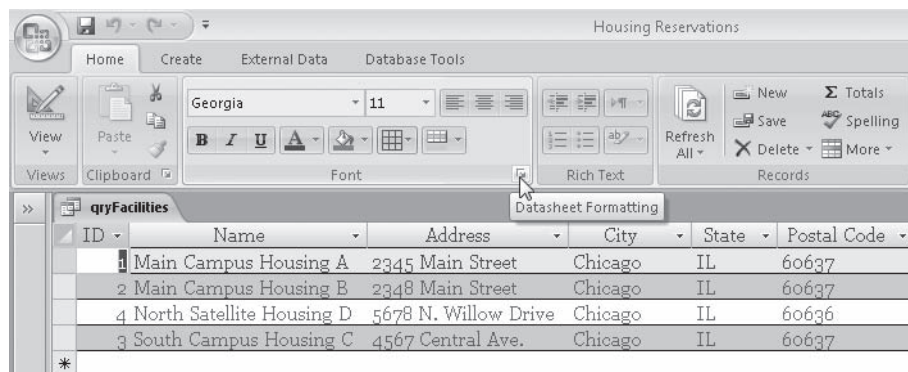 Housing Reservations
Home Create External Data Database Tools
View
Views
Paste
Clipboard
Georgia 11
B I U A
Font
ab
Rich Text
Refresh All
New
Save
Delete
Σ Totals
ABC Spelling
More
Records
Datasheet Formatting
qryFacilities
ID Name Address City State Postal Code
1 Main Campus Housing A 2345 Main Street Chicago IL 60637
2 Main Campus Housing B 2348 Main Street Chicago IL 60637
4 North Satellite Housing D 5678 N. Willow Drive Chicago IL 60636
3 South Campus Housing C 4567 Central Ave. Chicago IL 60637